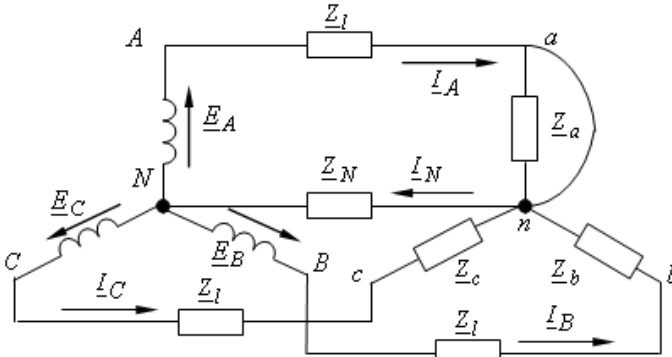 A Z_l a
I_A
E_A Z_a
N Z_N I_N
E_C n
C E_B B c Z_c Z_b b
I_C Z_l
Z_l I_B